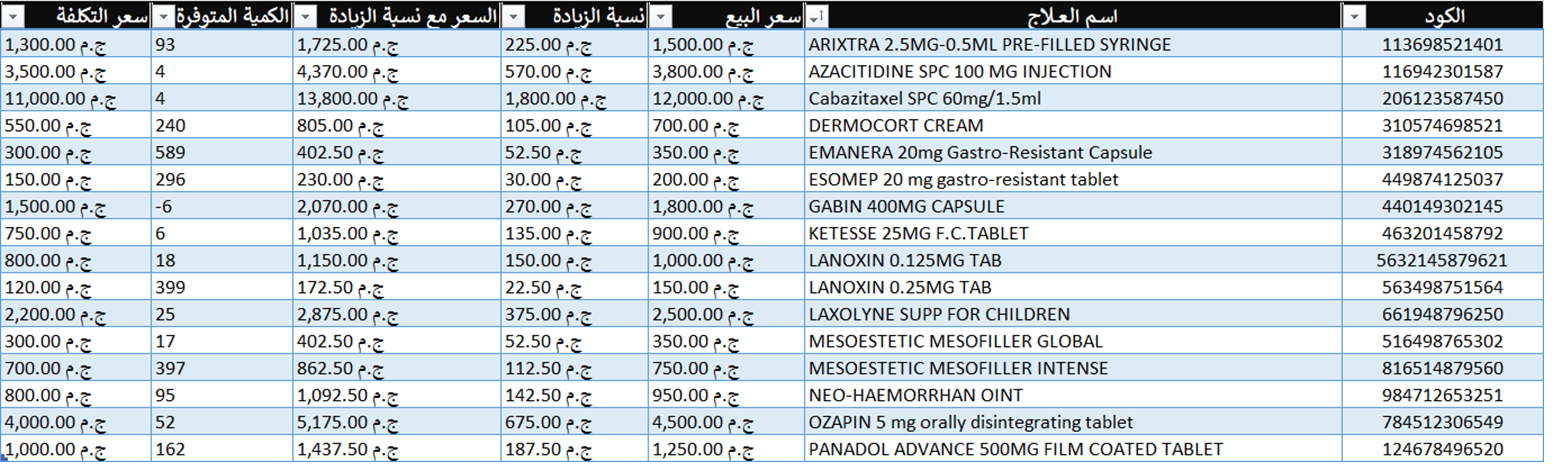 الكود اسم العلاج سعر البيع نسبة الزيادة السعر مع نسبة الزيادة الكمية المتوفرة سعر التكلفة
113698521401 ARIXTRA 2.5MG-0.5ML PRE-FILLED SYRINGE ج.م 1,500.00 ج.م 225.00 ج.م 1,725.00 93 ج.م 1,300.00
116942301587 AZACITIDINE SPC 100 MG INJECTION ج.م 3,800.00 ج.م 570.00 ج.م 4,370.00 4 ج.م 3,500.00
206123587450 Cabazitaxel SPC 60mg/1.5ml ج.م 12,000.00 ج.م 1,800.00 ج.م 13,800.00 4 ج.م 11,000.00
310574698521 DERMOCORT CREAM ج.م 700.00 ج.م 105.00 ج.م 805.00 240 ج.م 550.00
318974562105 EMANERA 20mg Gastro-Resistant Capsule ج.م 350.00 ج.م 52.50 ج.م 402.50 589 ج.م 300.00
449874125037 ESOMEP 20 mg gastro-resistant tablet ج.م 200.00 ج.م 30.00 ج.م 230.00 296 ج.م 150.00
440149302145 GABIN 400MG CAPSULE ج.م 1,800.00 ج.م 270.00 ج.م 2,070.00 -6 ج.م 1,500.00
463201458792 KETESSE 25MG F.C.TABLET ج.م 900.00 ج.م 135.00 ج.م 1,035.00 6 ج.م 750.00
5632145879621 LANOXIN 0.125MG TAB ج.م 1,000.00 ج.م 150.00 ج.م 1,150.00 18 ج.م 800.00
563498751564 LANOXIN 0.25MG TAB ج.م 150.00 ج.م 22.50 ج.م 172.50 399 ج.م 120.00
661948796250 LAXOLYNE SUPP FOR CHILDREN ج.م 2,500.00 ج.م 375.00 ج.م 2,875.00 25 ج.م 2,200.00
516498765302 MESOESTETIC MESOFILLER GLOBAL ج.م 350.00 ج.م 52.50 ج.م 402.50 17 ج.م 300.00
816514879560 MESOESTETIC MESOFILLER INTENSE ج.م 750.00 ج.م 112.50 ج.م 862.50 397 ج.م 700.00
984712653251 NEO-HAEMORRHAN OINT ج.م 950.00 ج.م 142.50 ج.م 1,092.50 95 ج.م 800.00
784512306549 OZAPIN 5 mg orally disintegrating tablet ج.م 4,500.00 ج.م 675.00 ج.م 5,175.00 52 ج.م 4,000.00
124678496520 PANADOL ADVANCE 500MG FILM COATED TABLET ج.م 1,250.00 ج.م 187.50 ج.م 1,437.50 162 ج.م 1,000.00